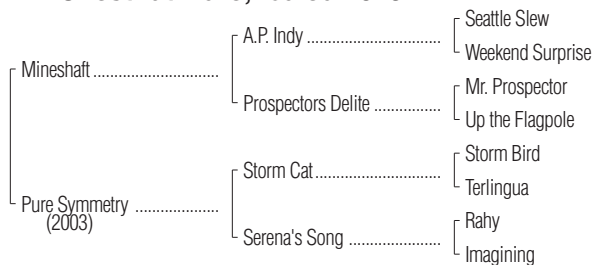 Seattle Slew
A.P. Indy ........................
Weekend Surprise
Mineshaft ......................
Mr. Prospector
Prospectors Delite ............
Up the Flagpole
Storm Bird
Storm Cat......................
Terlingua
Pure Symmetry ..............
(2003)
Rahy
Serena's Song ................
Imagining